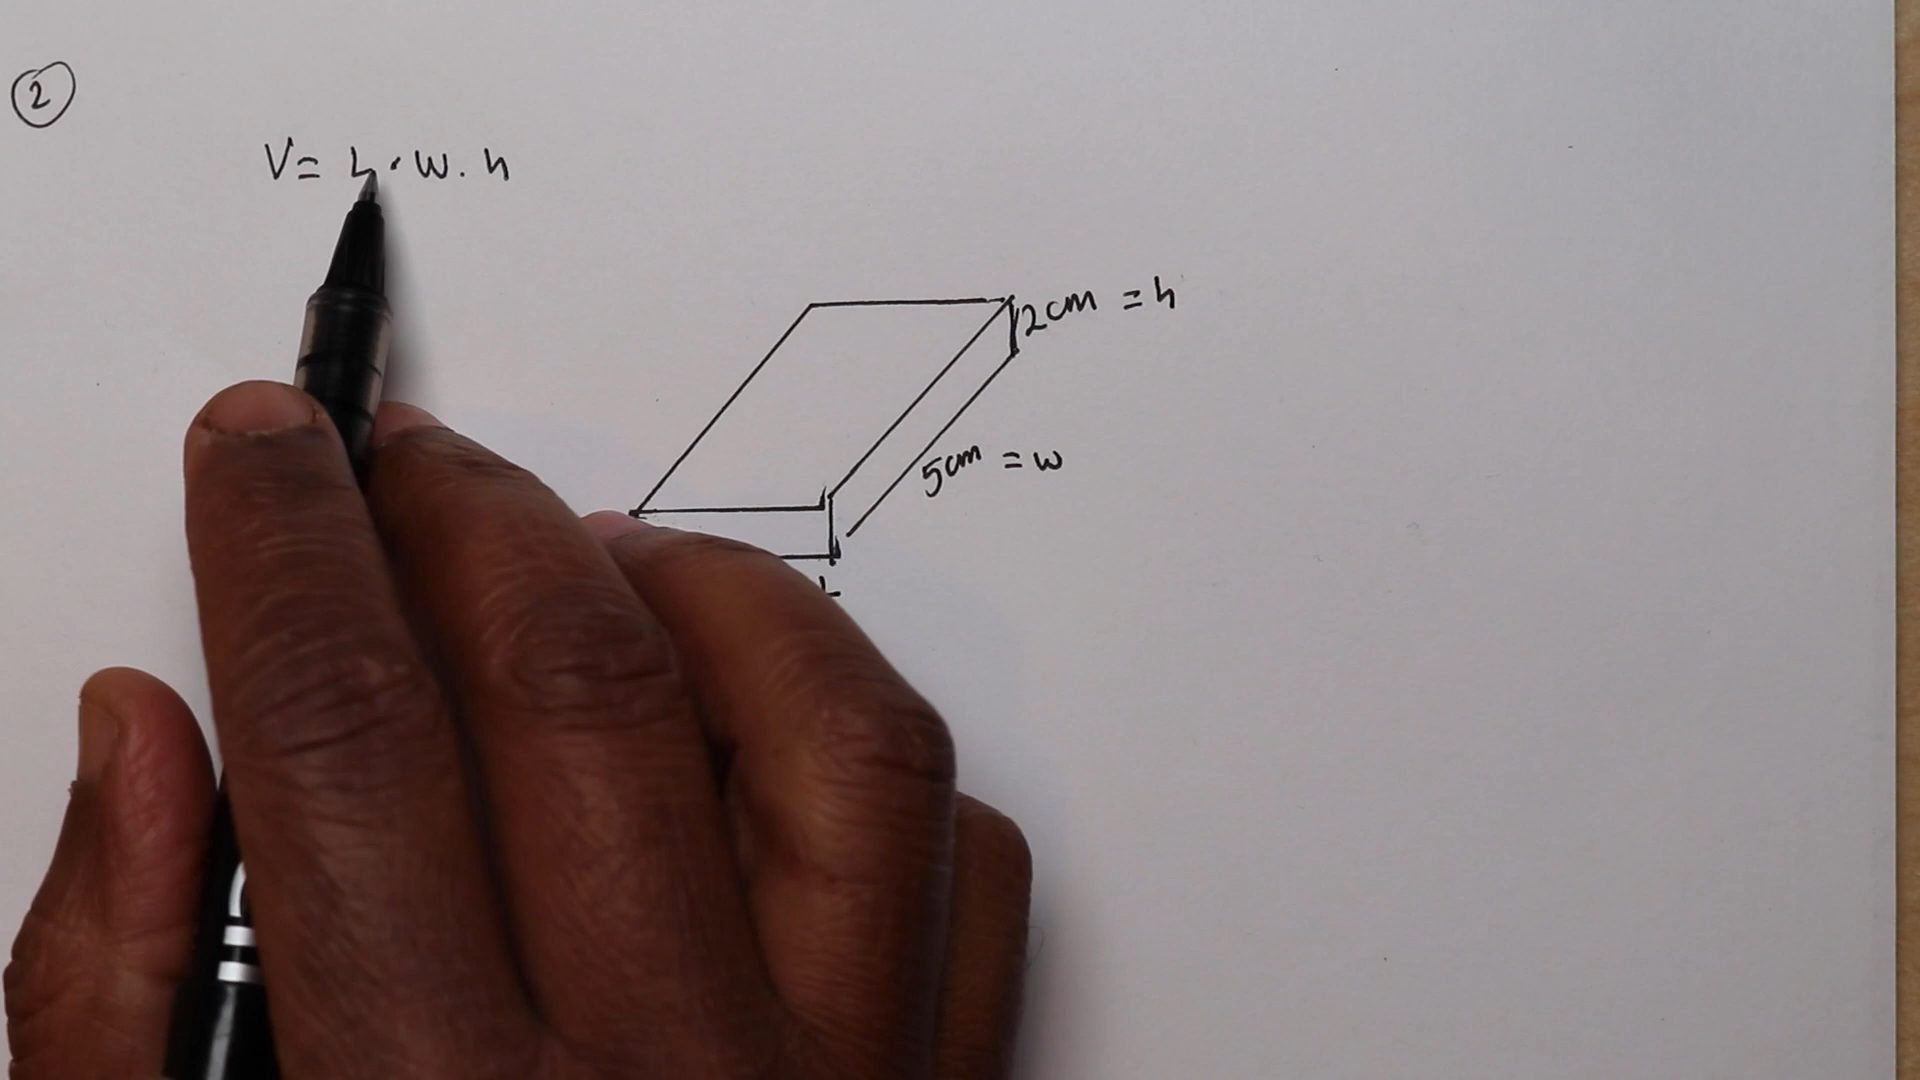 2
V = L · W · h
2cm = h
5cm = w
L